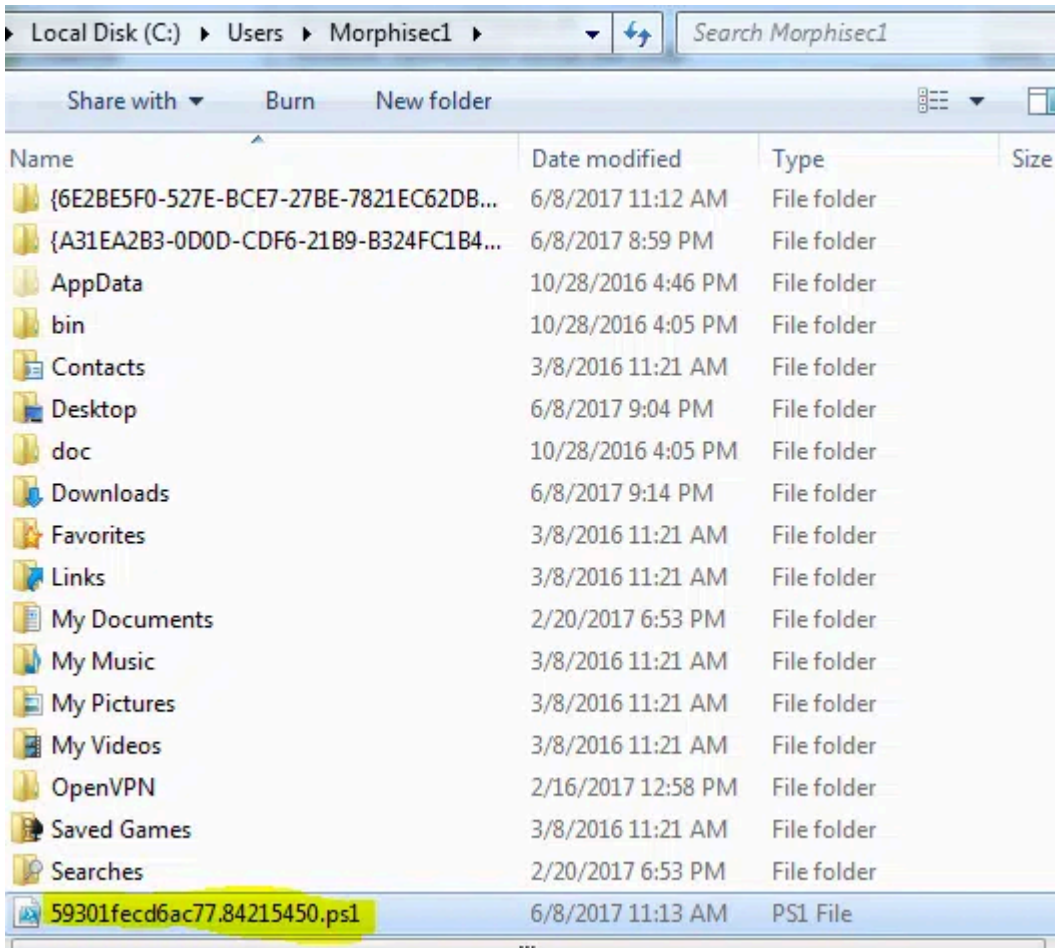 Local Disk (C:) Users Morphisec1 Search Morphisec1
Share with Burn New folder
Name Date modified Type Size
{6E2BE5F0-527E-BCE7-27BE-7821EC62DB... 6/8/2017 11:12 AM File folder
{A31EA2B3-0D0D-CDF6-21B9-B324FC1B4... 6/8/2017 8:59 PM File folder
AppData 10/28/2016 4:46 PM File folder
bin 10/28/2016 4:05 PM File folder
Contacts 3/8/2016 11:21 AM File folder
Desktop 6/8/2017 9:04 PM File folder
doc 10/28/2016 4:05 PM File folder
Downloads 6/8/2017 9:14 PM File folder
Favorites 3/8/2016 11:21 AM File folder
Links 3/8/2016 11:21 AM File folder
My Documents 2/20/2017 6:53 PM File folder
My Music 3/8/2016 11:21 AM File folder
My Pictures 3/8/2016 11:21 AM File folder
My Videos 3/8/2016 11:21 AM File folder
OpenVPN 2/16/2017 12:58 PM File folder
Saved Games 3/8/2016 11:21 AM File folder
Searches 2/20/2017 6:53 PM File folder
59301fecd6ac77.84215450.ps1 6/8/2017 11:13 AM PS1 File